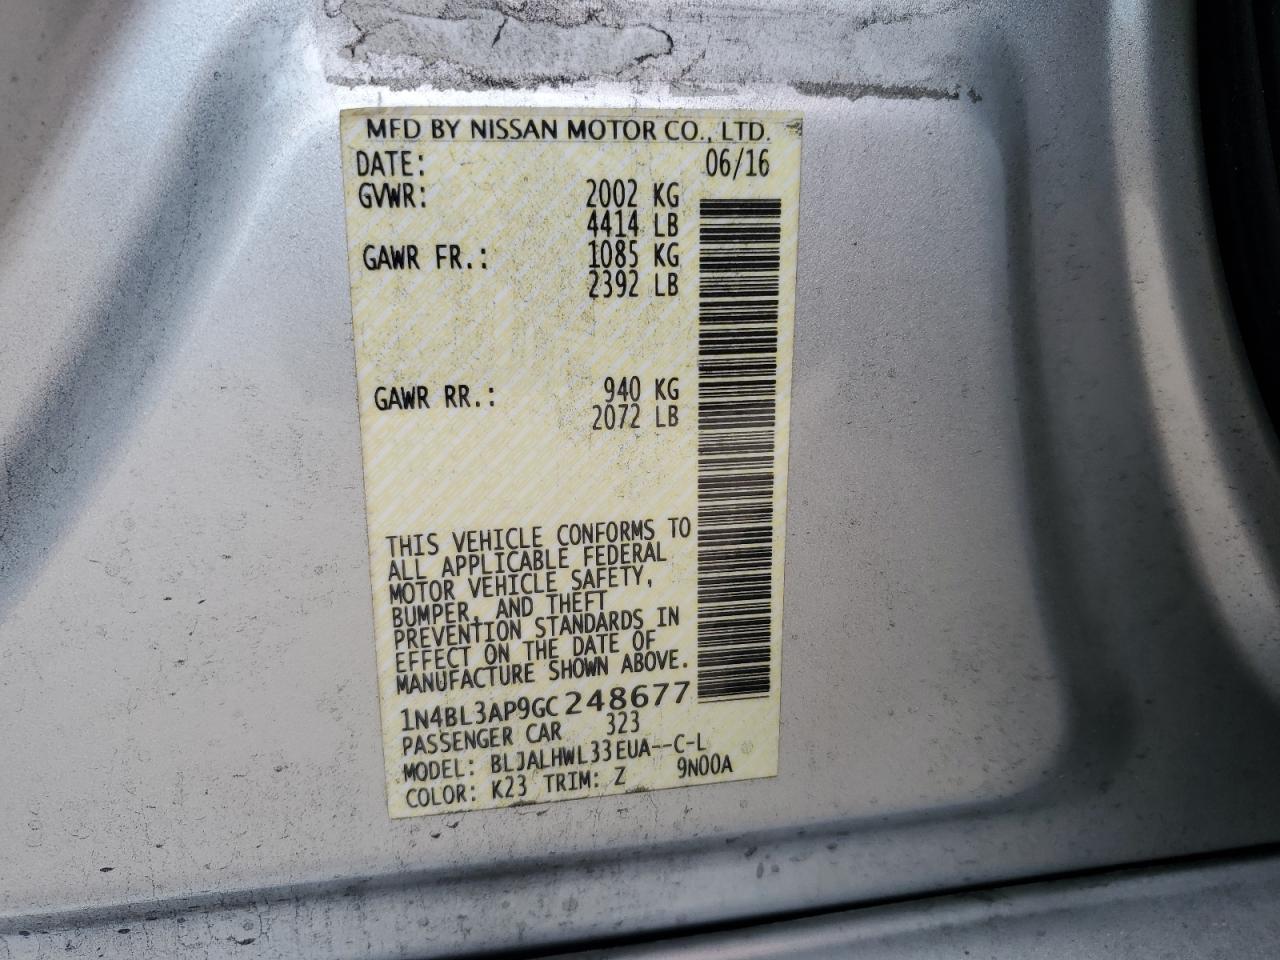 MFD BY NISSAN MOTOR CO., LTD.
DATE: 06/16
GVWR: 2002 KG
4414 LB
GAWR FR.: 1085 KG
2392 LB
GAWR RR.: 940 KG
2072 LB
THIS VEHICLE CONFORMS TO
ALL APPLICABLE FEDERAL
MOTOR VEHICLE SAFETY,
BUMPER, AND THEFT
PREVENTION STANDARDS IN
EFFECT ON THE DATE OF
MANUFACTURE SHOWN ABOVE.
1N4BL3AP9GC248677
PASSENGER CAR 323
MODEL: BLJALHWL33EUA--C-L
COLOR: K23 TRIM: Z 9N00A